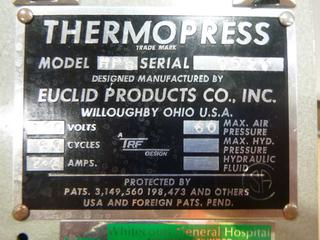 THERMOPRESS
TRADE MARK
MODEL SERIAL
DESIGNED MANUFACTURED BY
EUCLID PRODUCTS CO., INC.
WILLOUGHBY OHIO U.S.A.
VOLTS 60 MAX. AIR PRESSURE
CYCLES A TRF DESIGN MAX. HYD. PRESSURE
AMPS. HYDRAULIC FLUID
PROTECTED BY
PATS. 3,149,560 198,473 AND OTHERS
USA AND FOREIGN PATS. PEND.
Whitecourt General Hospital